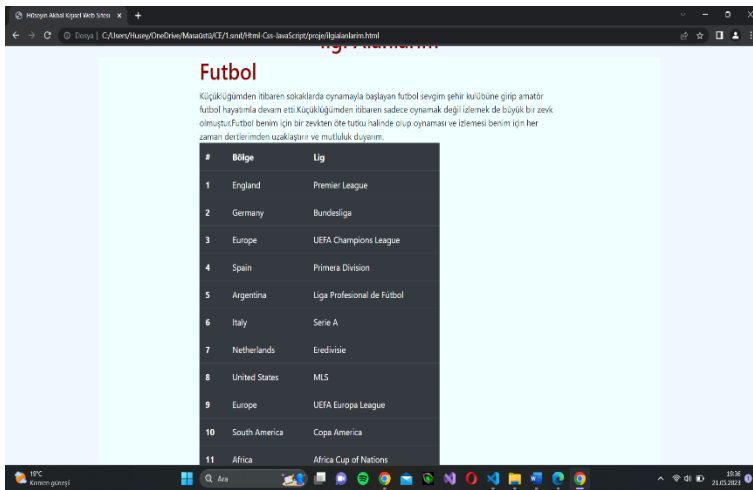 Hüseyin Akbal Kişisel Web Sitesi
Dosya | C:/Users/Husey/OneDrive/Masaüstü/CE/1.sınıf/Html-Css-JavaScript/proje/ilgialanlarim.html
İlgi Alanlarım
Futbol
Küçüklüğümden itibaren sokaklarda oynamayla başlayan futbol sevgim şehir kulübüne girip amatör
futbol hayatımla devam etti.Küçüklüğümden itibaren sadece oynamak değil izlemek de büyük bir zevk
olmuştur.Futbol benim için bir zevkten öte tutku halinde olup oynaması ve izlemesi benim için her
zaman dertlerimden uzaklaştırır ve mutluluk duyarım.
# Bölge Lig
1 England Premier League
2 Germany Bundesliga
3 Europe UEFA Champions League
4 Spain Primera Division
5 Argentina Liga Profesional de Fútbol
6 Italy Serie A
7 Netherlands Eredivisie
8 United States MLS
9 Europe UEFA Europa League
10 South America Copa America
11 Africa Africa Cup of Nations
19°C
Kısmen güneşli
Ara
19:36
21.05.2023